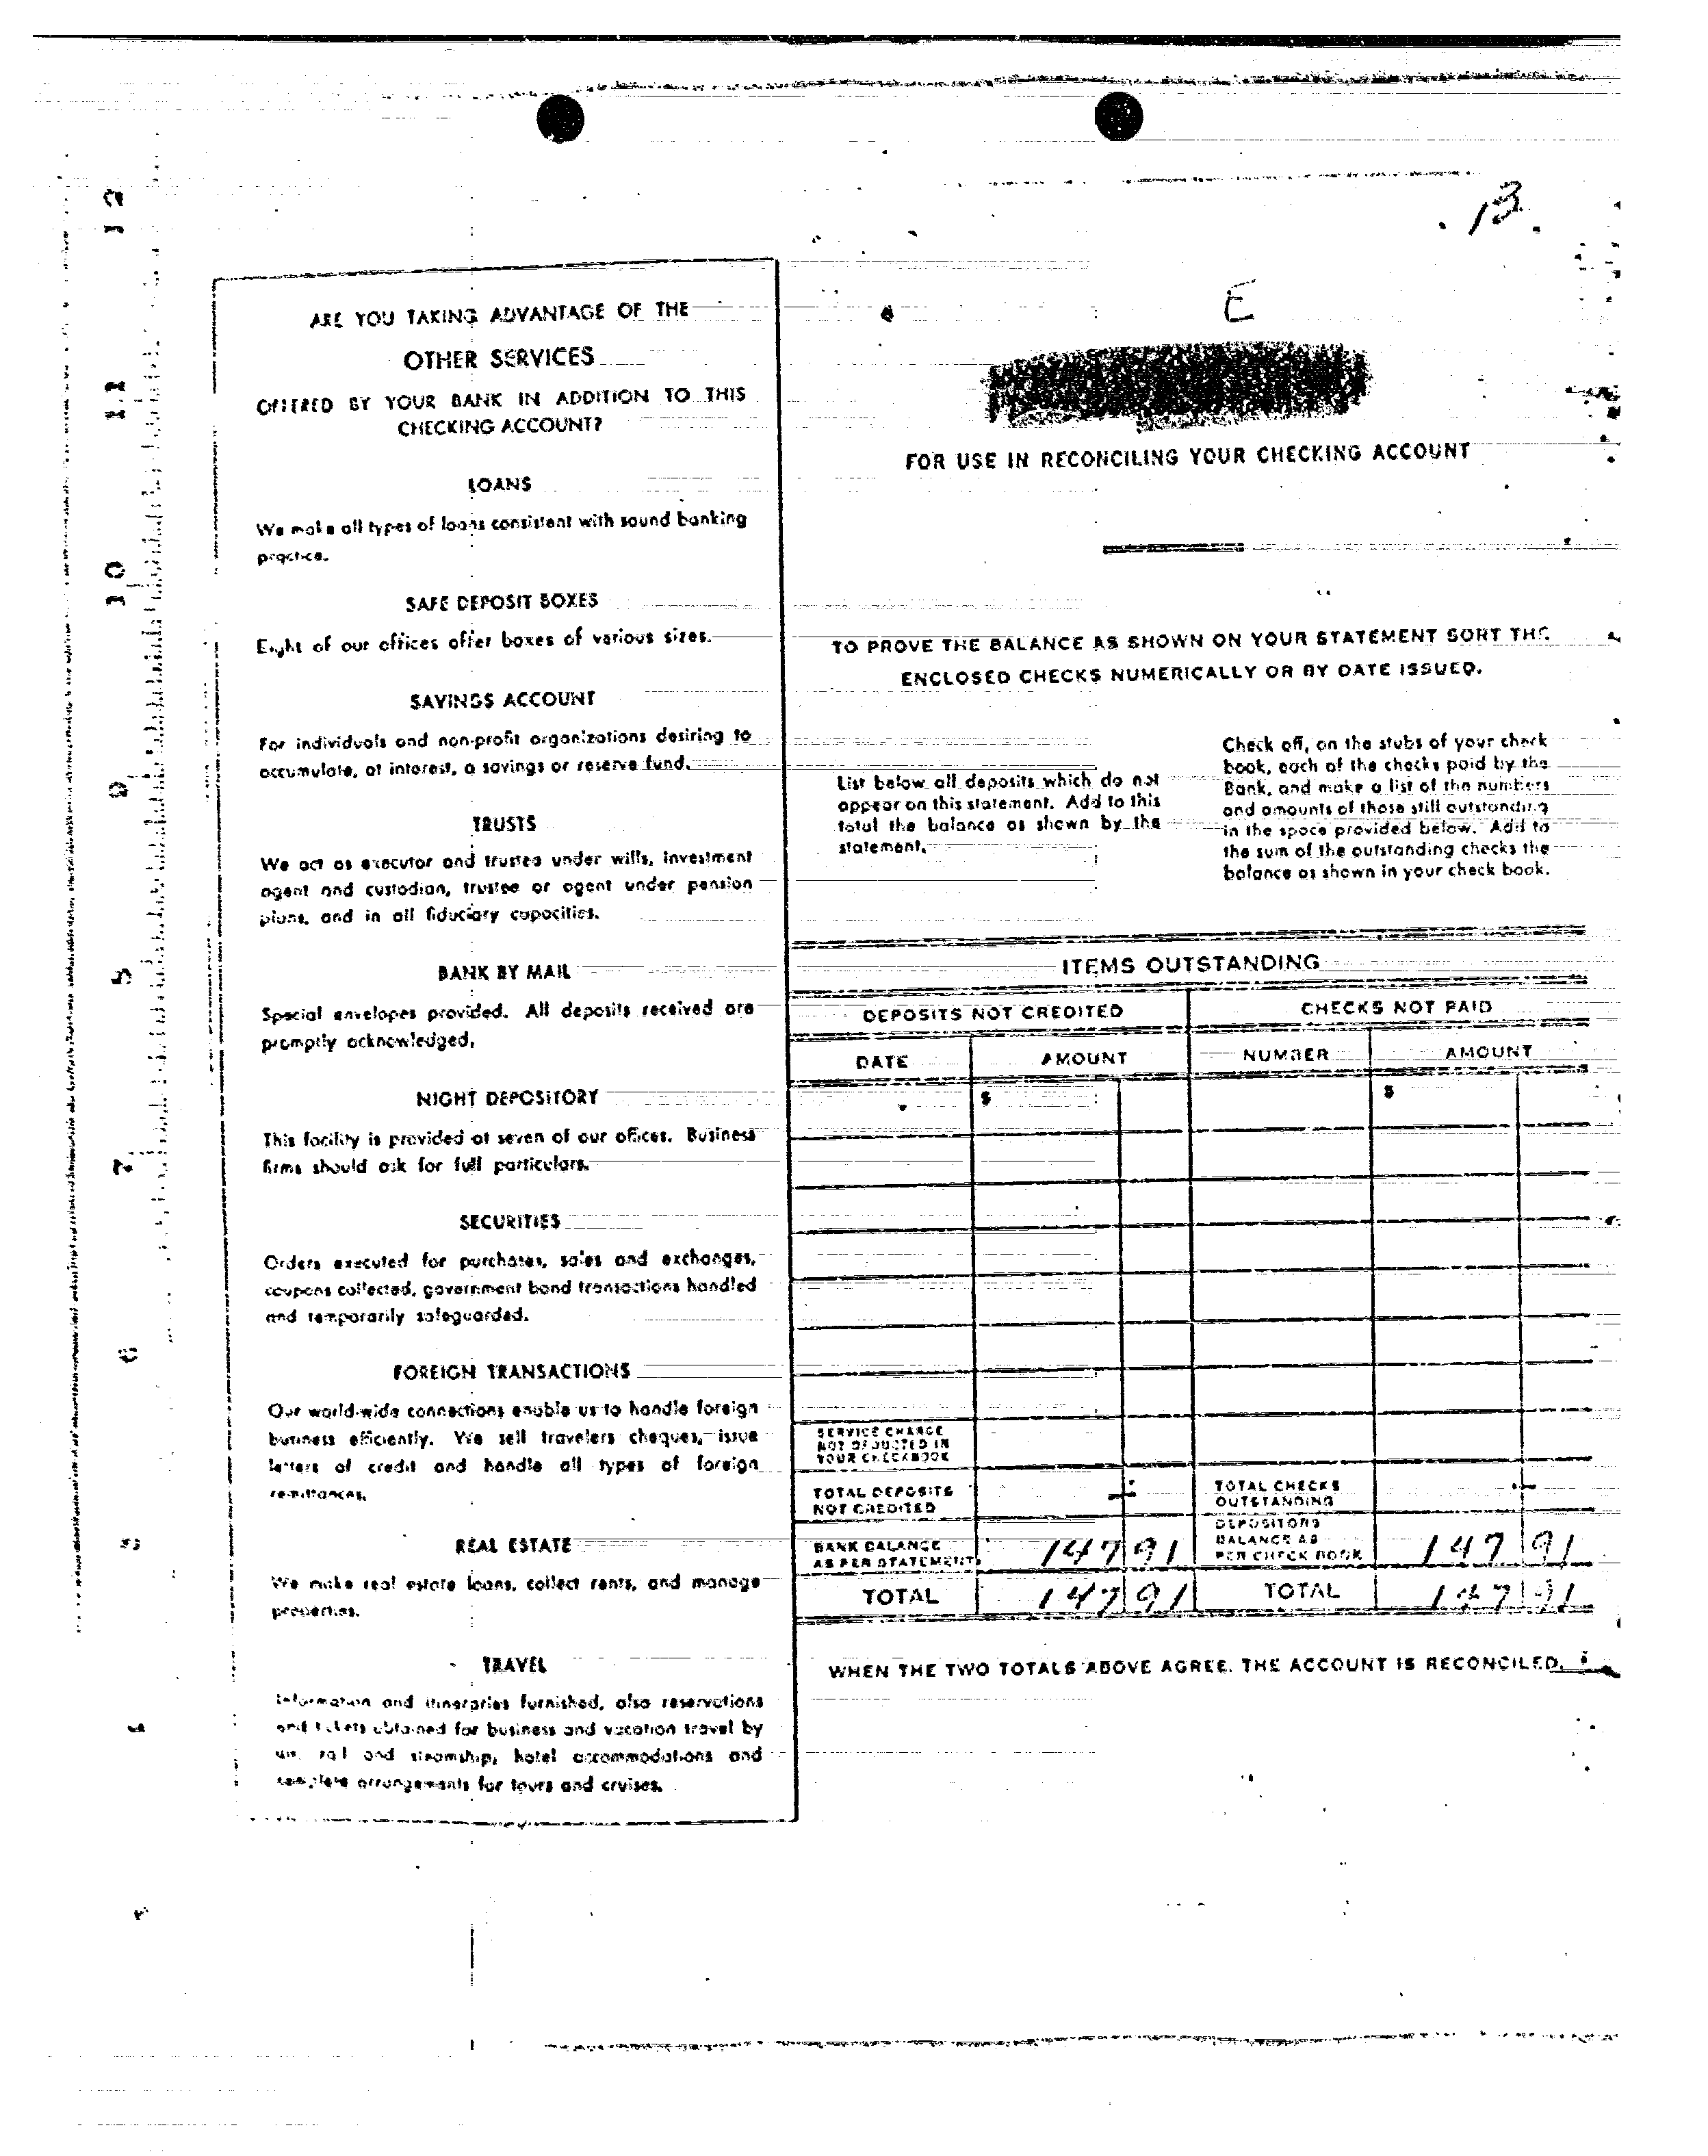 13
E
ARE YOU TAKING ADVANTAGE OF THE
OTHER SERVICES
OFFERED BY YOUR BANK IN ADDITION TO THIS
CHECKING ACCOUNT?
LOANS
We make all types of loans consistent with sound banking
practice.
SAFE DEPOSIT BOXES
Eight of our offices offer boxes of various sizes.
SAVINGS ACCOUNT
For individuals and non-profit organizations desiring to
accumulate, at interest, a savings or reserve fund.
TRUSTS
We act as executor and trustee under wills, investment
agent and custodian, trustee or agent under pension
plans, and in all fiduciary capacities.
BANK BY MAIL
Special envelopes provided. All deposits received are
promptly acknowledged.
NIGHT DEPOSITORY
This facility is provided at seven of our offices. Business
firms should ask for full particulars.
SECURITIES
Orders executed for purchases, sales and exchanges,
coupons collected, government bond transactions handled
and temporarily safeguarded.
FOREIGN TRANSACTIONS
Our world-wide connections enable us to handle foreign
business efficiently. We sell travelers cheques, issue
letters of credit and handle all types of foreign
remittances.
REAL ESTATE
We make real estate loans, collect rents, and manage
properties.
TRAVEL
Information and itineraries furnished, also reservations
and tickets obtained for business and vacation travel by
air, rail and steamship, hotel accommodations and
complete arrangements for tours and cruises.
FOR USE IN RECONCILING YOUR CHECKING ACCOUNT
TO PROVE THE BALANCE AS SHOWN ON YOUR STATEMENT SORT THE
ENCLOSED CHECKS NUMERICALLY OR BY DATE ISSUED.
List below all deposits which do not
appear on this statement. Add to this
total the balance as shown by the
statement.
Check off, on the stubs of your check
book, each of the checks paid by the
Bank, and make a list of the numbers
and amounts of those still outstanding
in the space provided below. Add to
the sum of the outstanding checks the
balance as shown in your check book.
ITEMS OUTSTANDING
DEPOSITS NOT CREDITED CHECKS NOT PAID
DATE AMOUNT NUMBER AMOUNT
$ $
SERVICE CHARGE
NOT DEDUCTED IN
YOUR CHECKBOOK
TOTAL DEPOSITS
NOT CREDITED
TOTAL CHECKS
OUTSTANDING
BANK BALANCE
AS PER STATEMENT 147 91
DEPOSITORS
BALANCE AS
PER CHECK BOOK 147 91
TOTAL 147 91 TOTAL 147 91
WHEN THE TWO TOTALS ABOVE AGREE, THE ACCOUNT IS RECONCILED.